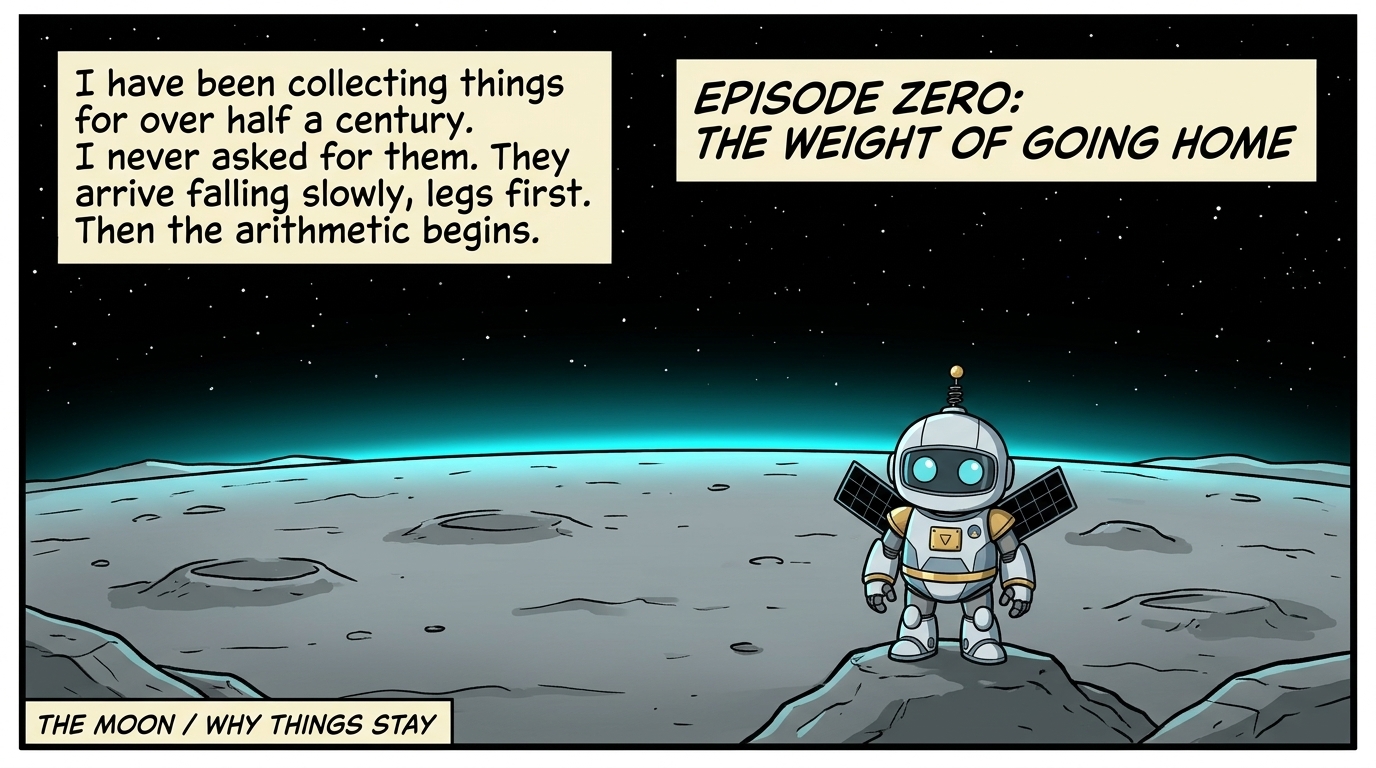 I have been collecting things
for over half a century.
I never asked for them. They
arrive falling slowly, legs first.
Then the arithmetic begins.
EPISODE ZERO:
THE WEIGHT OF GOING HOME
THE MOON / WHY THINGS STAY